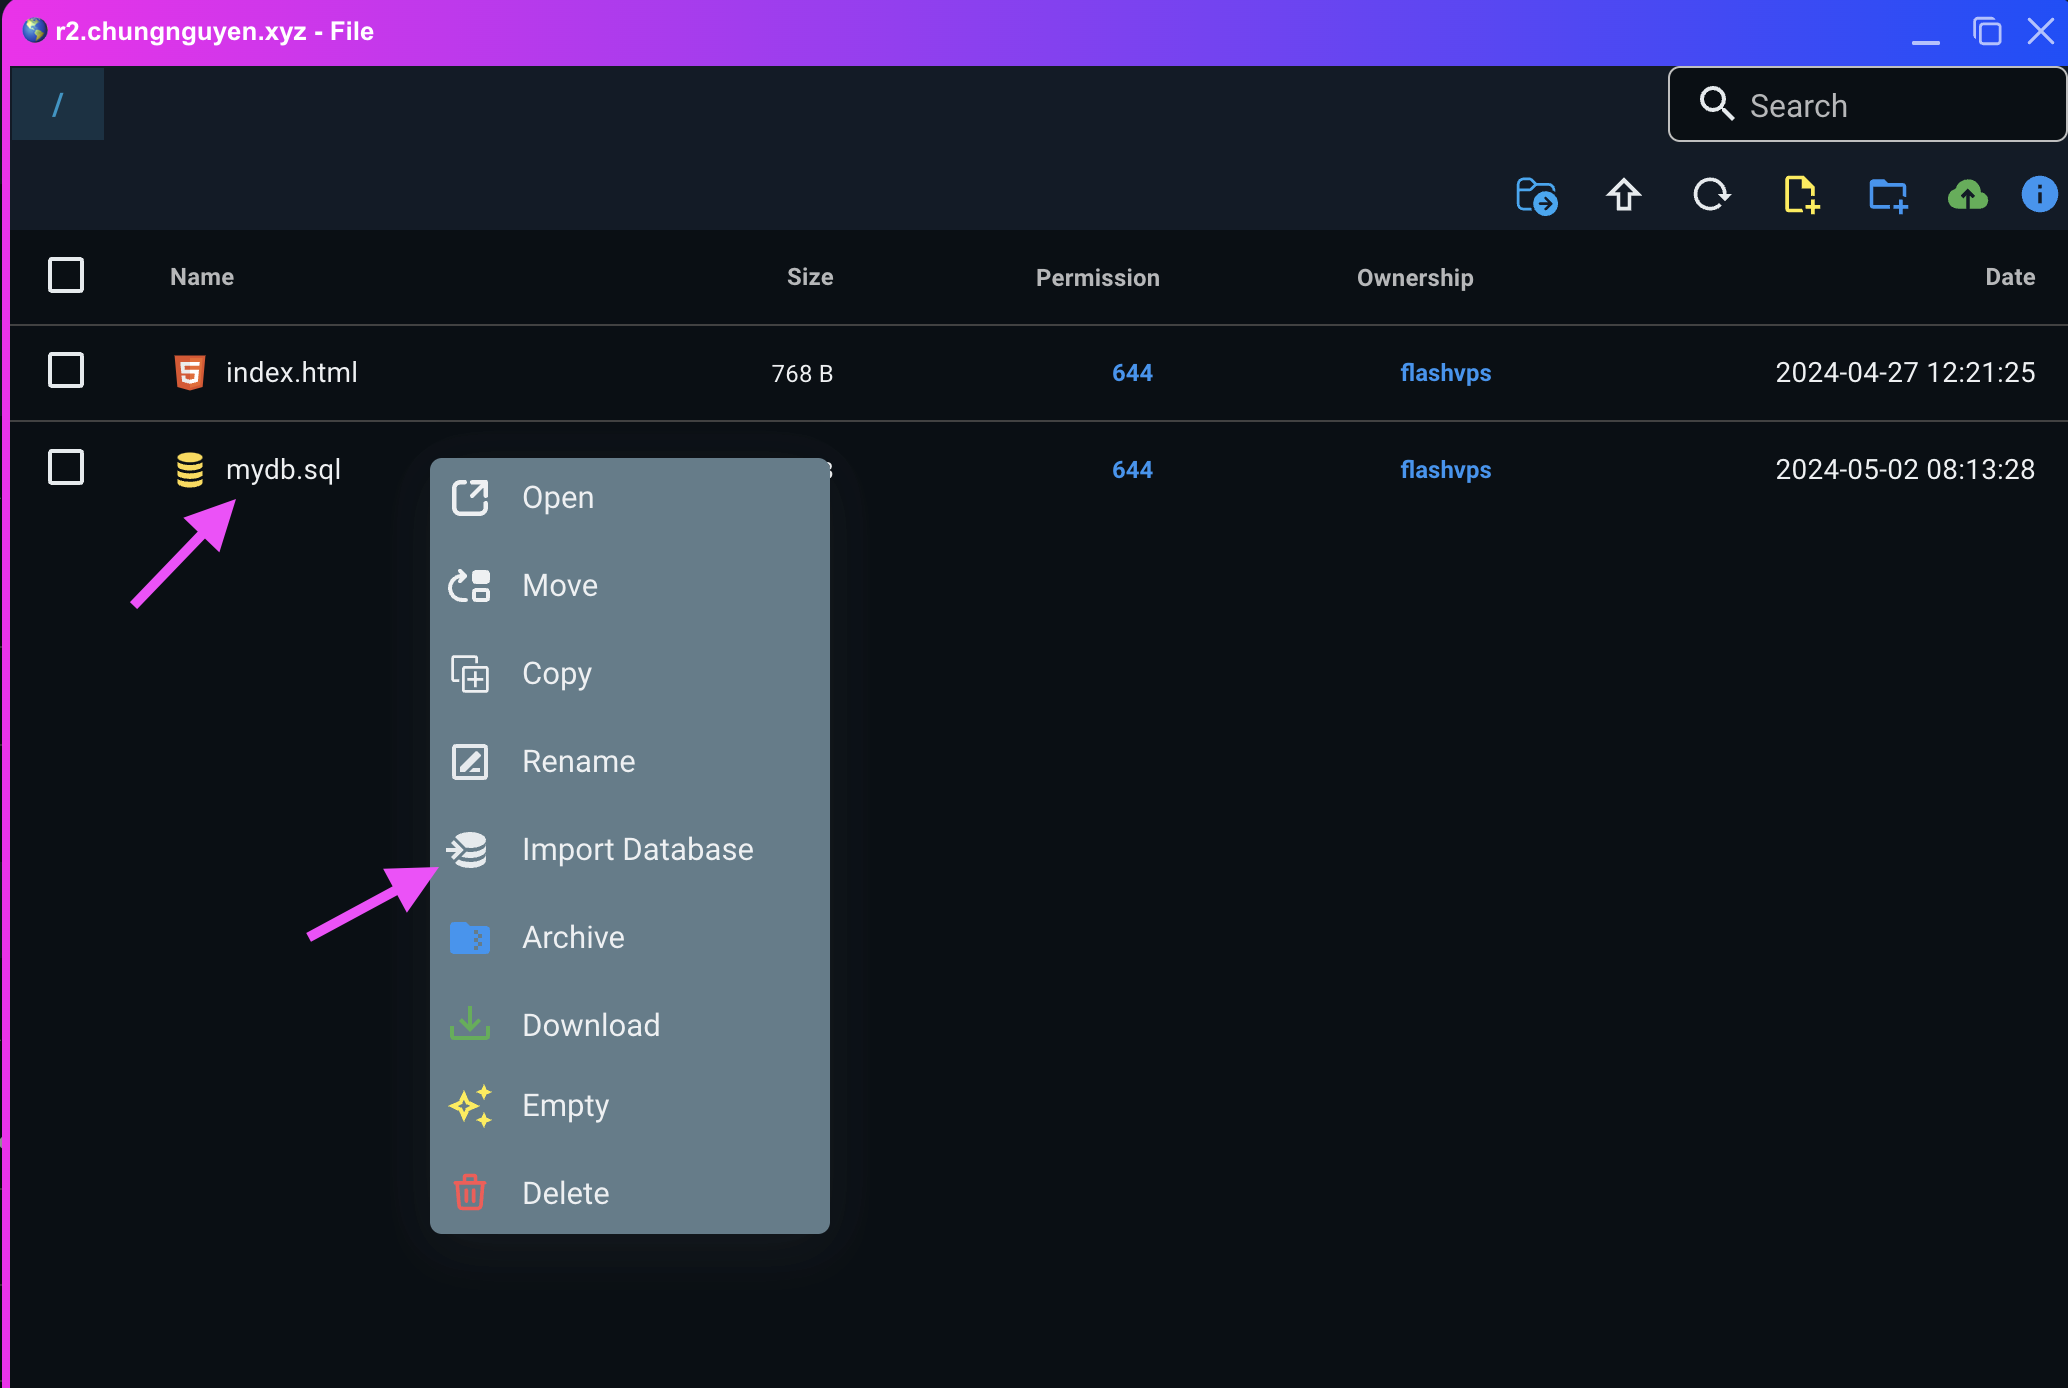 r2.chungnguyen.xyz - File
/
Search
Name Size Permission Ownership Date
index.html 768 B 644 flashvps 2024-04-27 12:21:25
mydb.sql 644 flashvps 2024-05-02 08:13:28
Open
Move
Copy
Rename
Import Database
Archive
Download
Empty
Delete